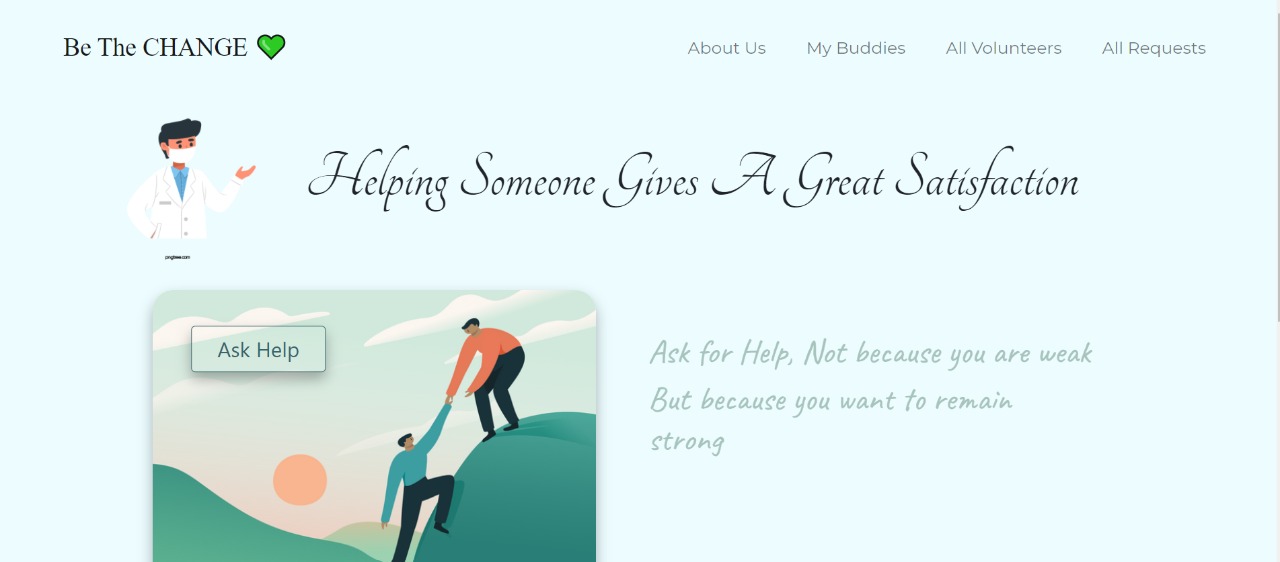 Be The CHANGE
About Us
My Buddies
All Volunteers
All Requests
Helping Someone Gives A Great Satisfaction
pngtree.com
Ask Help
Ask for Help, Not because you are weak
But because you want to remain
strong